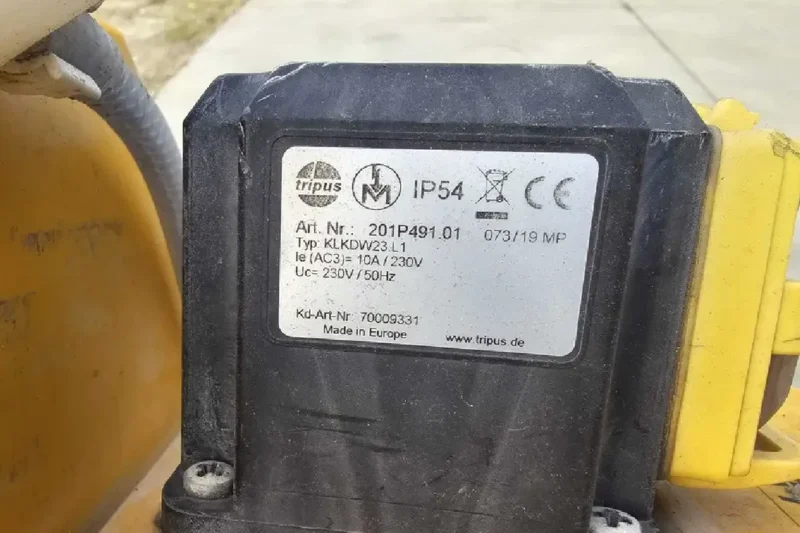 tripus M IP54 CE
Art. Nr.: 201P491.01 073/19 MP
Typ: KLKDW23.L1
Ie (AC3)= 10A / 230V
Uc= 230V / 50Hz
Kd-Art-Nr: 70009331
Made in Europe www.tripus.de